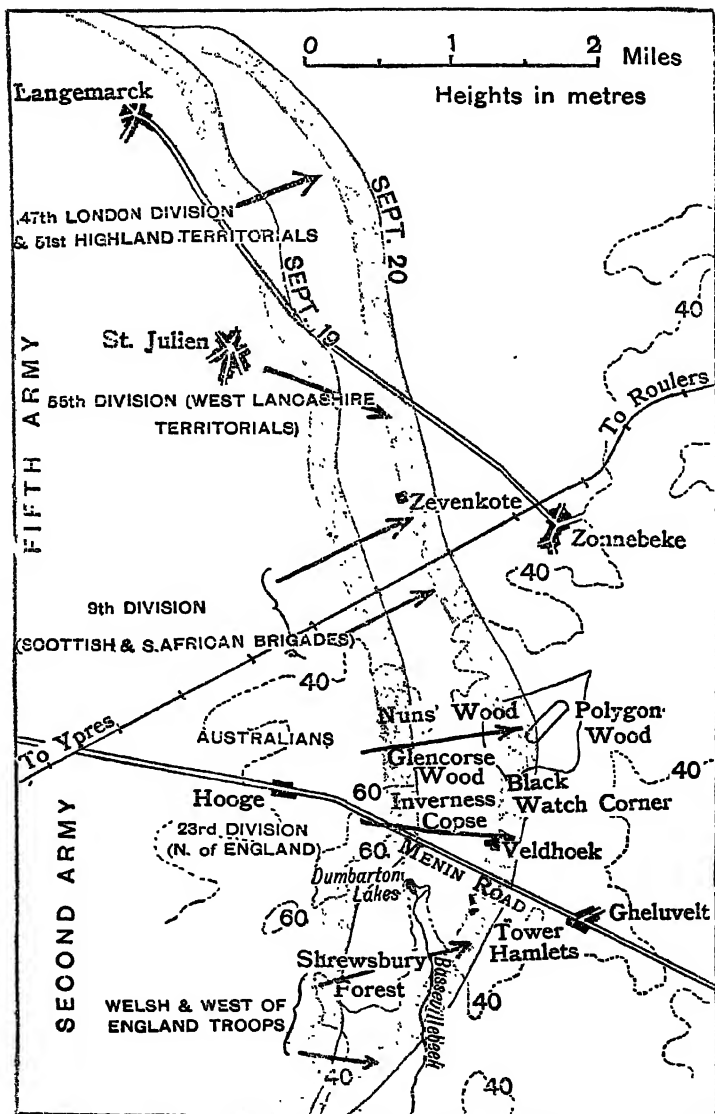 0 1 2 Miles
Heights in metres
Langemarck
47th LONDON DIVISION
& 51st HIGHLAND TERRITORIALS
SEPT. 20
SEPT. 19
40
St. Julien
FIFTH ARMY
55th DIVISION (WEST LANCASHIRE
TERRITORIALS)
To Roulers
Zevenkote
Zonnebeke
40
9th DIVISION
(SCOTTISH & S. AFRICAN BRIGADES)
40
To Ypres
Nuns' Wood
Polygon
Wood
AUSTRALIANS
Glencorse
Wood
40
Hooge
60
Inverness
Copse
Black
Watch Corner
23rd DIVISION
(N. of ENGLAND)
60
MENIN ROAD
Veldhoek
Dumbarton
Lakes
60
Gheluvelt
Tower
Hamlets
SECOND ARMY
Shrewsbury
Forest
Bassevillebeek
40
WELSH & WEST OF
ENGLAND TROOPS
40
40